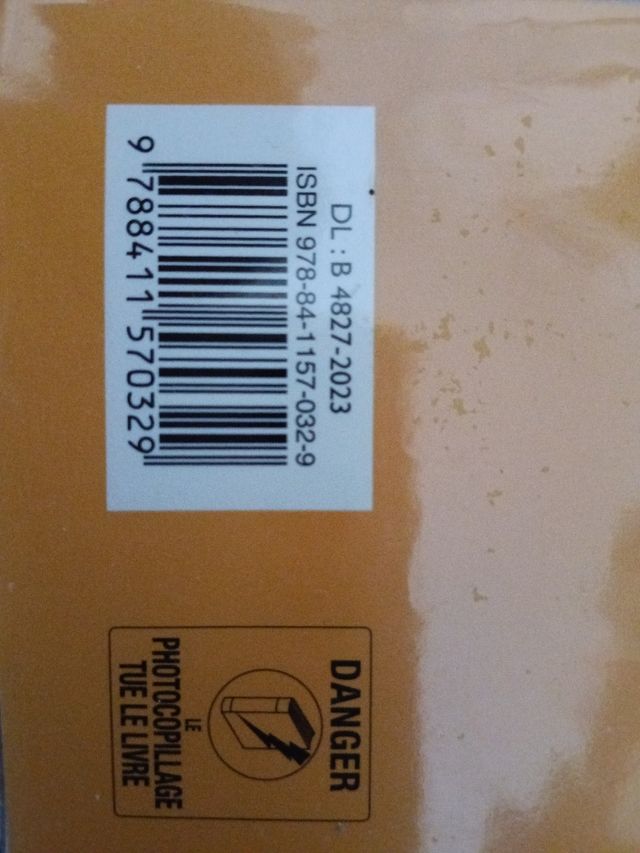 DL : B 4827-2023
ISBN 978-84-1157-032-9
9 788411 570329
DANGER
LE
PHOTOCOPILLAGE
TUE LE LIVRE